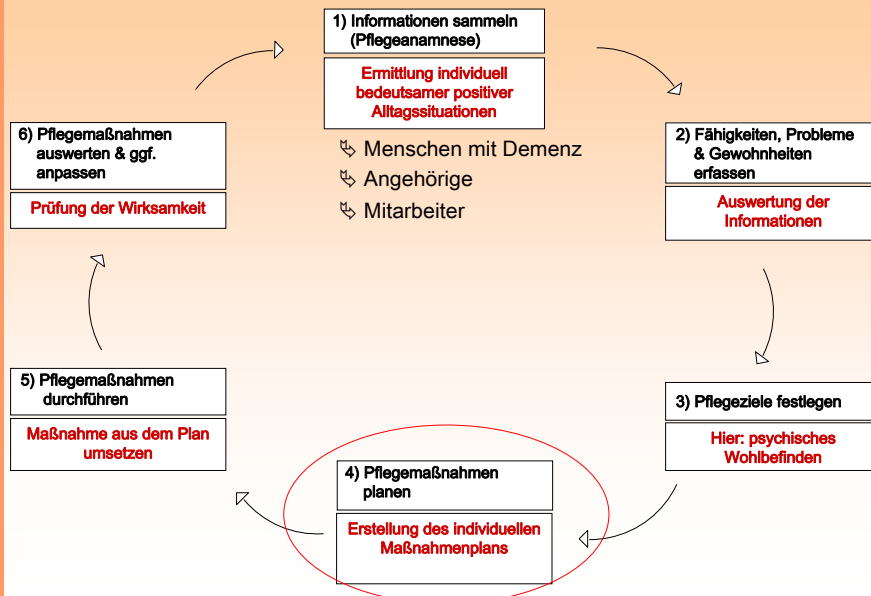 1) Informationen sammeln
(Pflegeanamnese)
Ermittlung individuell
bedeutsamer positiver
Alltagssituationen
Menschen mit Demenz
Angehörige
Mitarbeiter
2) Fähigkeiten, Probleme
& Gewohnheiten
erfassen
Auswertung der
Informationen
3) Pflegeziele festlegen
Hier: psychisches
Wohlbefinden
4) Pflegemaßnahmen
planen
Erstellung des individuellen
Maßnahmenplans
5) Pflegemaßnahmen
durchführen
Maßnahme aus dem Plan
umsetzen
6) Pflegemaßnahmen
auswerten & ggf.
anpassen
Prüfung der Wirksamkeit